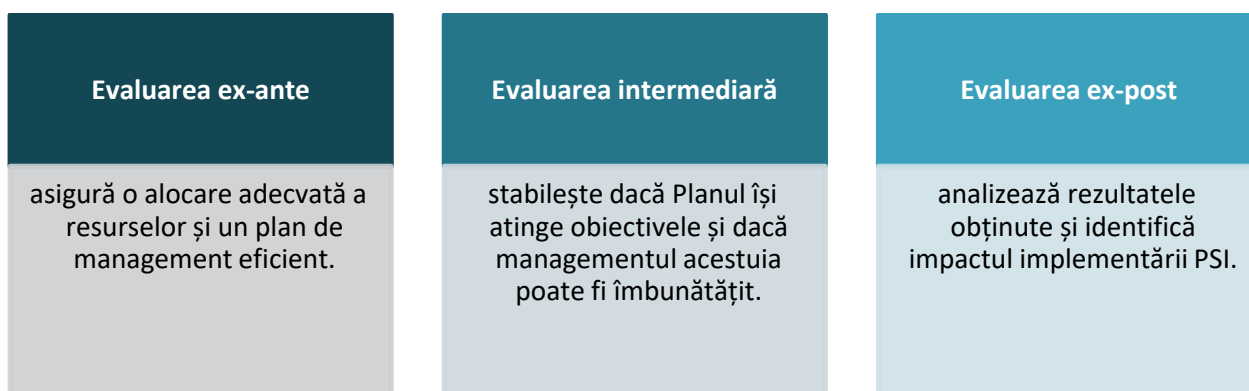 Evaluarea ex-ante
asigură o alocare adecvată a
resurselor și un plan de
management eficient.
Evaluarea intermediară
stabilește dacă Planul își
atinge obiectivele și dacă
managementul acestuia
poate fi îmbunătățit.
Evaluarea ex-post
analizează rezultatele
obținute și identifică
impactul implementării PSI.